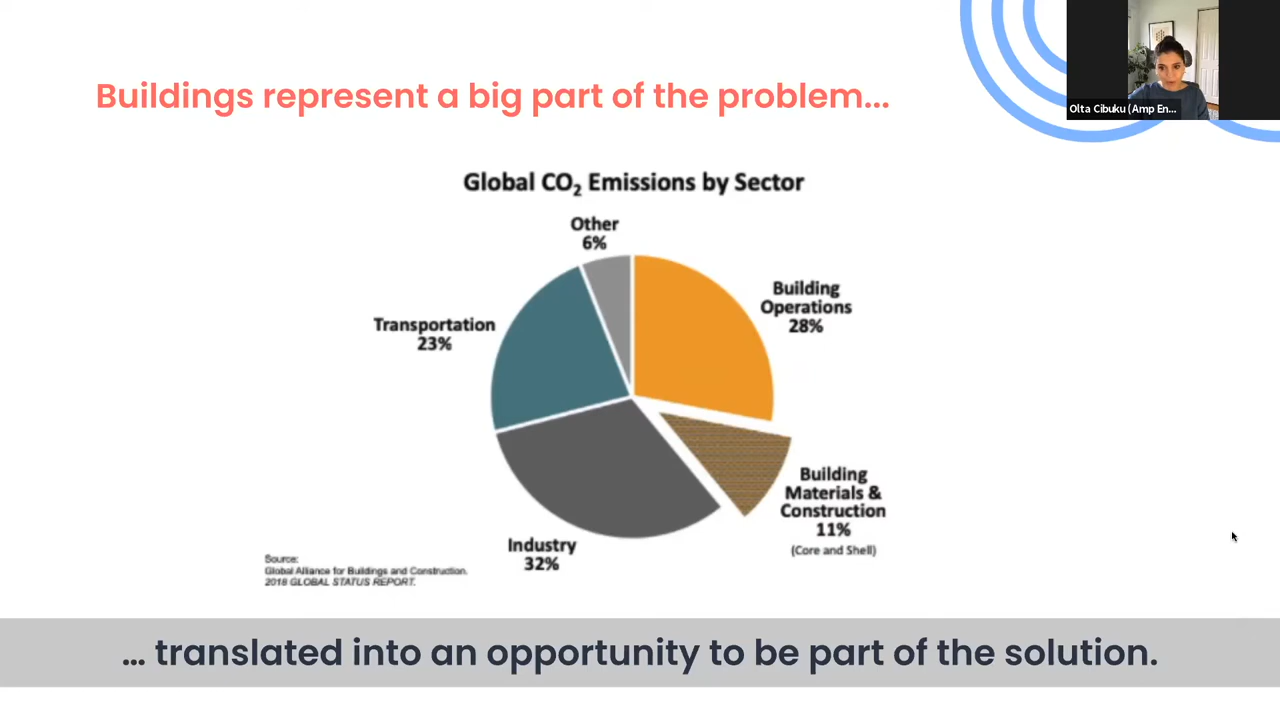 Buildings represent a big part of the problem...
Olta Cibuku (Amp En...
Global CO₂ Emissions by Sector
Other
6%
Building
Operations
28%
Transportation
23%
Building
Materials &
Construction
11%
(Core and Shell)
Industry
32%
Source:
Global Alliance for Buildings and Construction.
2018 GLOBAL STATUS REPORT.
... translated into an opportunity to be part of the solution.